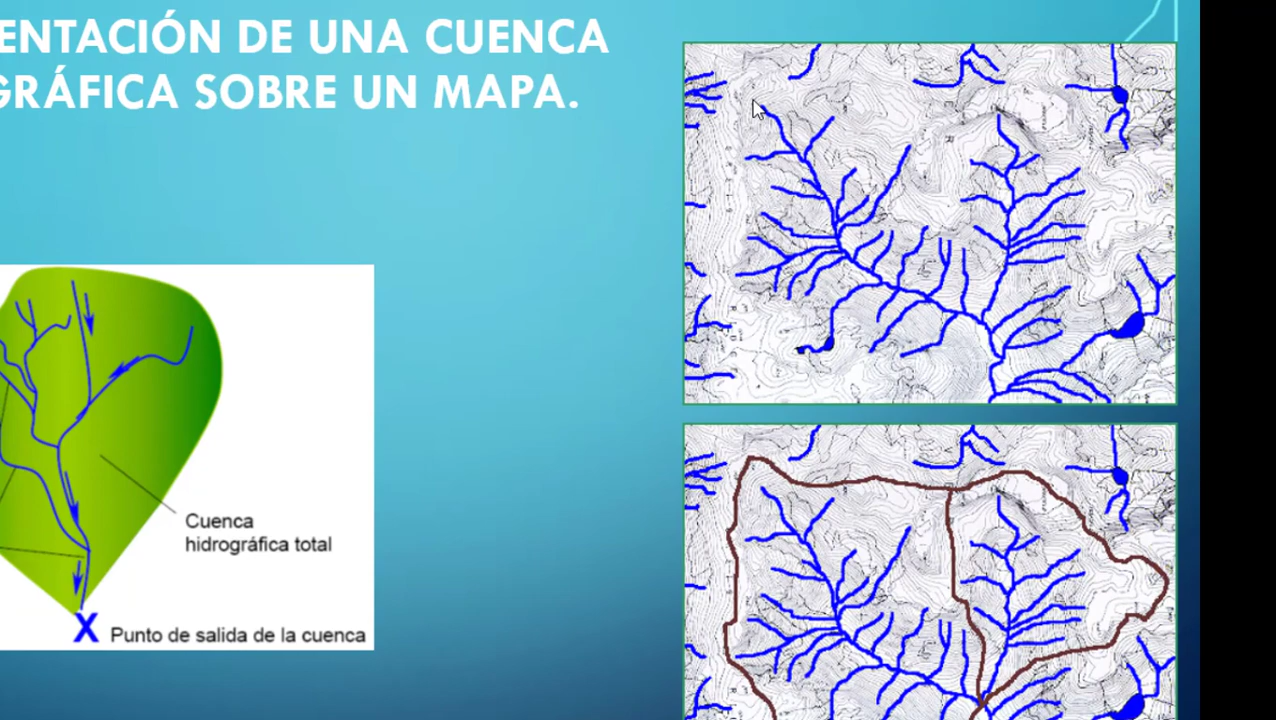 ENTACIÓN DE UNA CUENCA
GRÁFICA SOBRE UN MAPA.
Cuenca
hidrográfica total
X Punto de salida de la cuenca